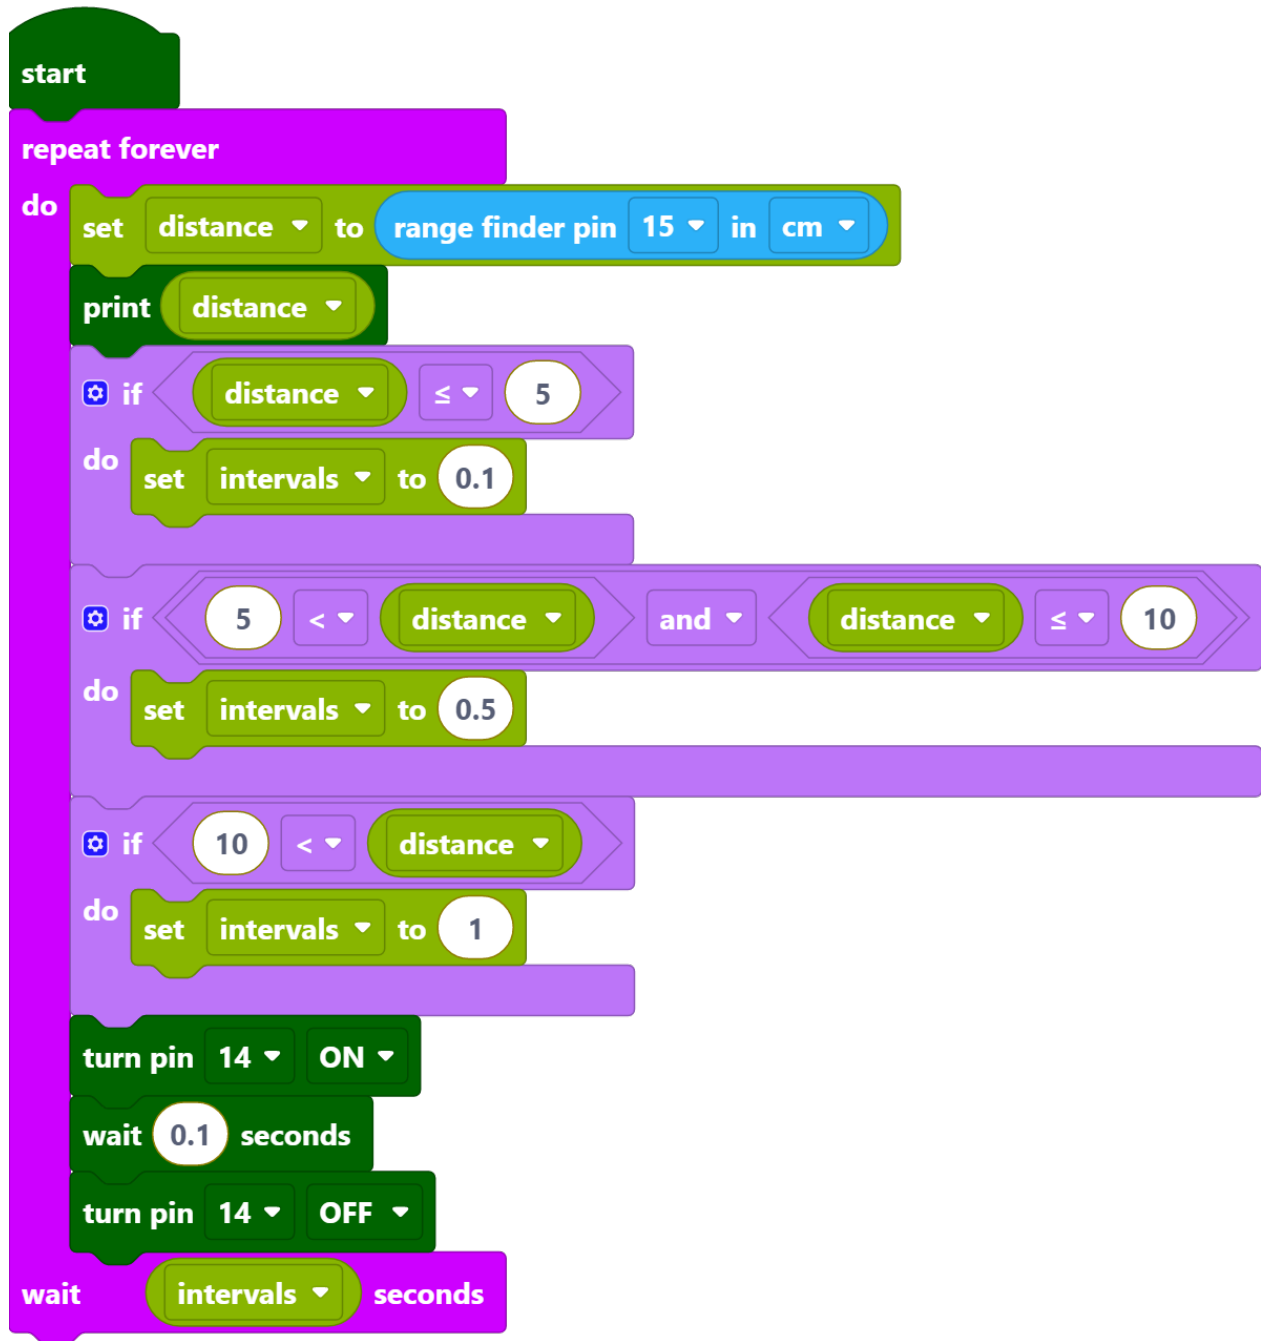 start
repeat forever
do
set distance to range finder pin 15 in cm
print distance
if distance ≤ 5
do
set intervals to 0.1
if 5 < distance and distance ≤ 10
do
set intervals to 0.5
if 10 < distance
do
set intervals to 1
turn pin 14 ON
wait 0.1 seconds
turn pin 14 OFF
wait intervals seconds